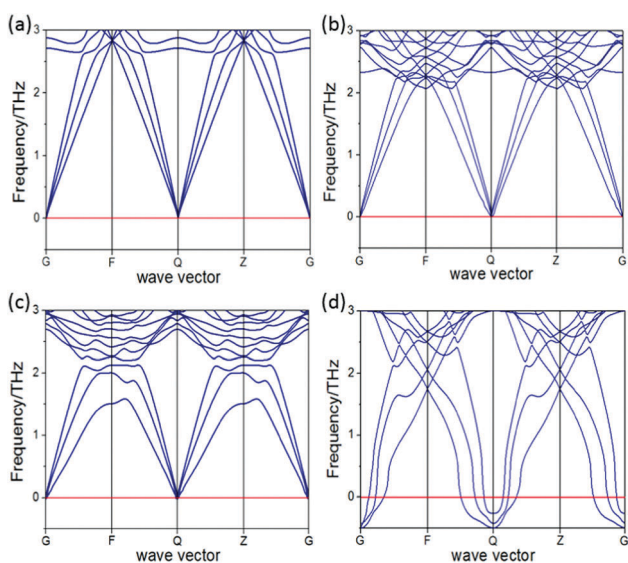 (a)
3
2
1
0
Frequency/THz
G F Q Z G
wave vector
(b)
3
2
1
0
Frequency/THz
G F Q Z G
wave vector
(c)
3
2
1
0
Frequency/THz
G F Q Z G
wave vector
(d)
3
2
1
0
Frequency/THz
G F Q Z G
wave vector